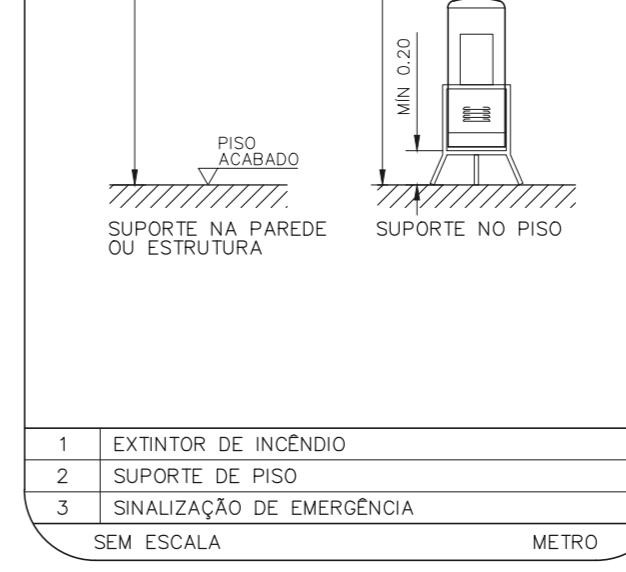 MÍN 0.20
PISO
ACABADO
SUPORTE NA PAREDE
OU ESTRUTURA
SUPORTE NO PISO
1 EXTINTOR DE INCÊNDIO
2 SUPORTE DE PISO
3 SINALIZAÇÃO DE EMERGÊNCIA
SEM ESCALA METRO